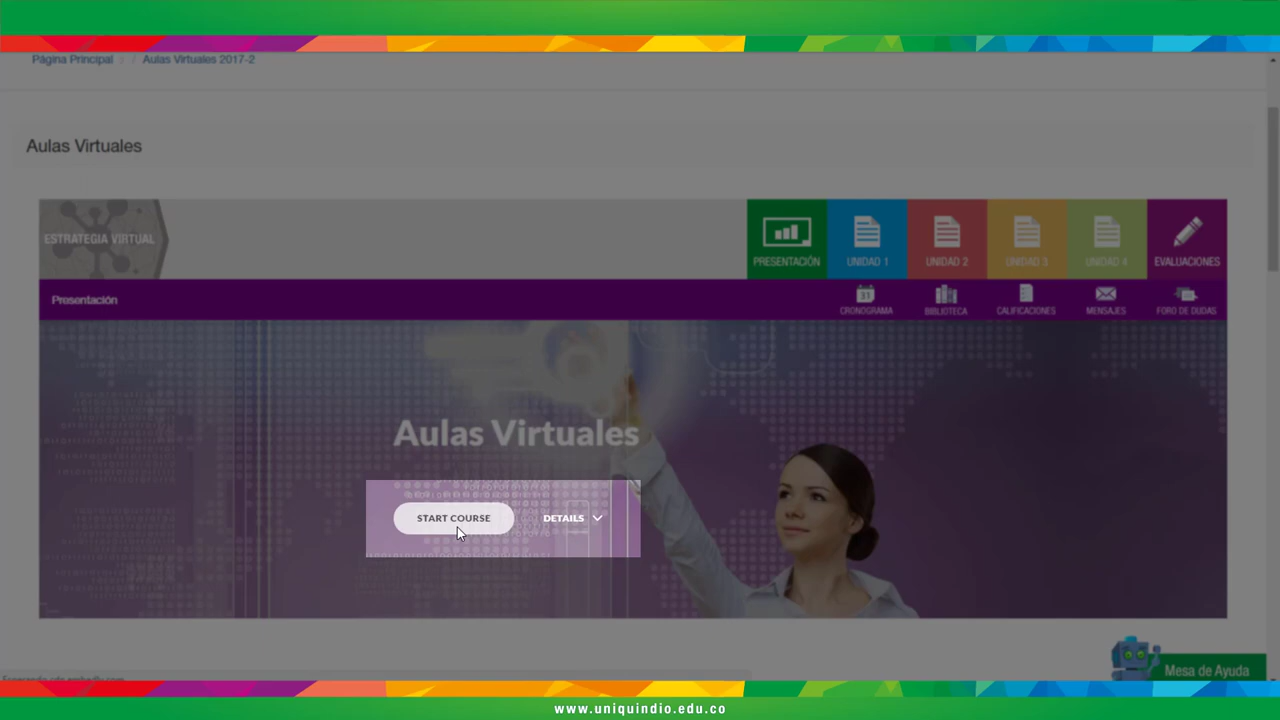 Página Principal / Aulas Virtuales 2017-2
Aulas Virtuales
ESTRATEGIA VIRTUAL
PRESENTACIÓN
UNIDAD 1
UNIDAD 2
UNIDAD 3
UNIDAD 4
EVALUACIONES
Presentación
31
CRONOGRAMA
BIBLIOTECA
CALIFICACIONES
MENSAJES
FORO DE DUDAS
Aulas Virtuales
START COURSE
DETAILS
Mesa de Ayuda
www.uniquindio.edu.co